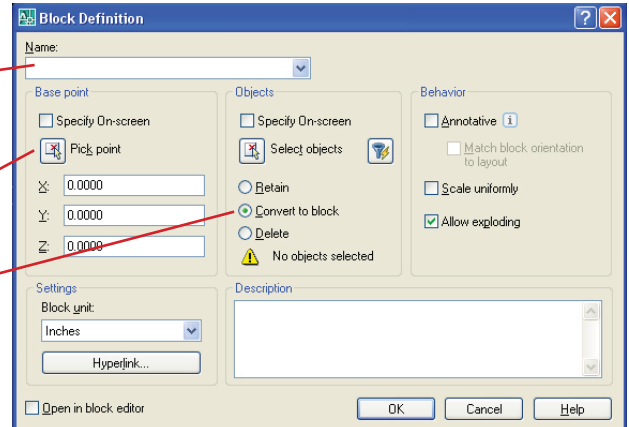 Block Definition
Name:
Base point
Specify On-screen
Pick point
X: 0.0000
Y: 0.0000
Z: 0.0000
Objects
Specify On-screen
Select objects
Retain
Convert to block
Delete
No objects selected
Behavior
Annotative i
Match block orientation
to layout
Scale uniformly
Allow exploding
Settings
Block unit:
Inches
Hyperlink...
Description
Open in block editor
OK Cancel Help